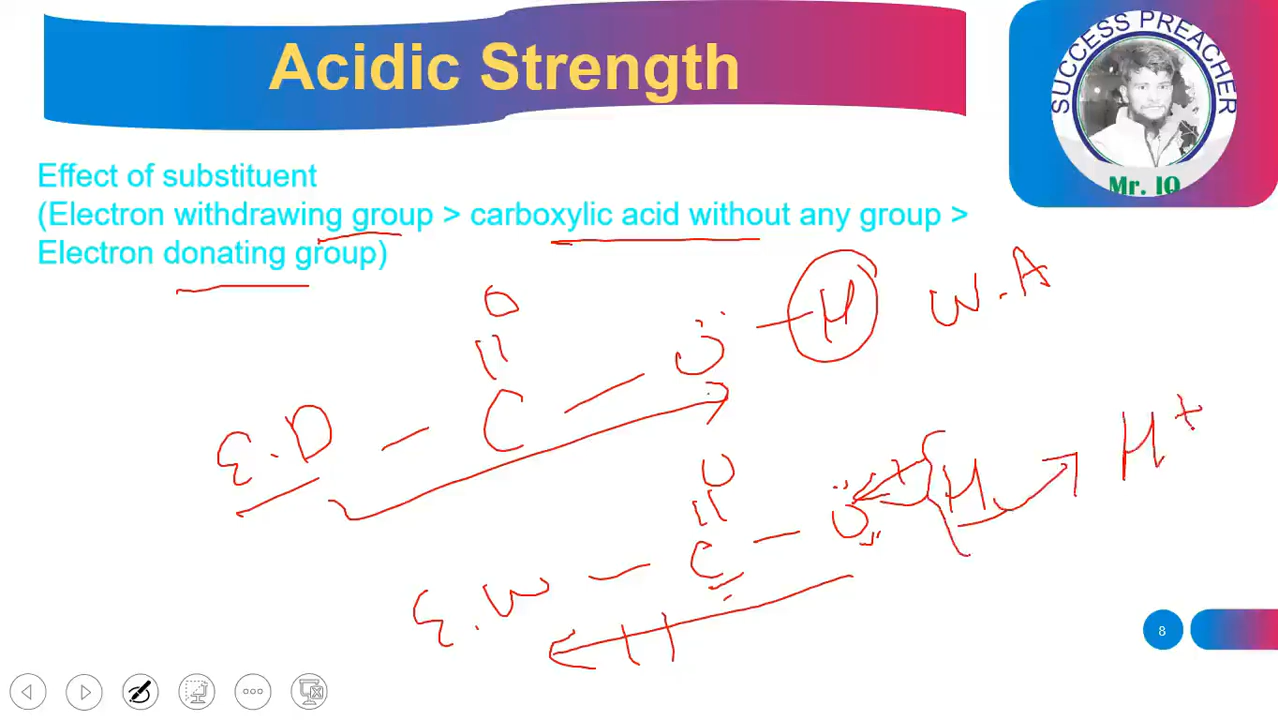 Acidic Strength
SUCCESS PREACHER
Mr. IQ
Effect of substituent
(Electron withdrawing group > carboxylic acid without any group >
Electron donating group)
O
E.D - C - O - H W.A
O
E.W - C - O H H+
8